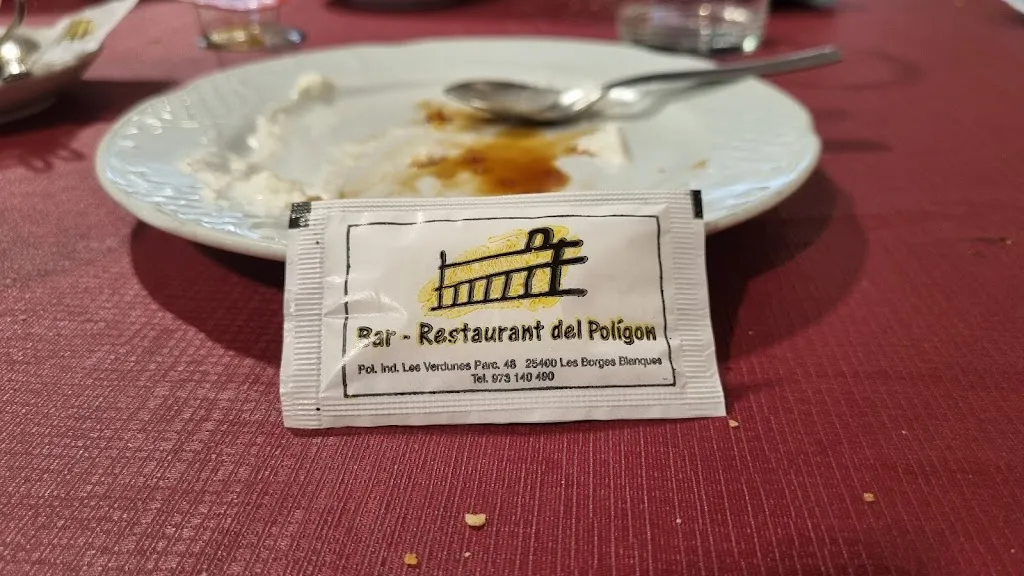 Bar - Restaurant del Polígon
Pol. Ind. Les Verdunes Parc. 48 25400 Les Borges Blanques
Tel. 973 140 490